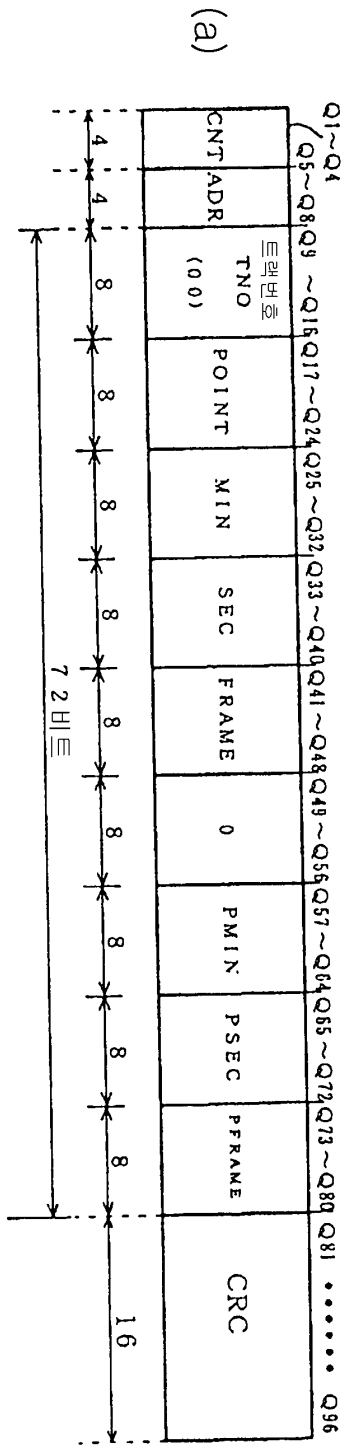 (a)
Q1～Q4 Q5～Q8 Q9 ～Q16 Q17～Q24 Q25～Q32 Q33～Q40 Q41～Q48 Q49～Q56 Q57～Q64 Q65～Q72 Q73～Q80 Q81 ······· Q96
CNT
ADR
트랙번호
TNO
(00)
POINT
MIN
SEC
FRAME
0
PMIN
PSEC
PFRAME
CRC
4 4 8 8 8 8 8 8 8 8 8 16
72비트